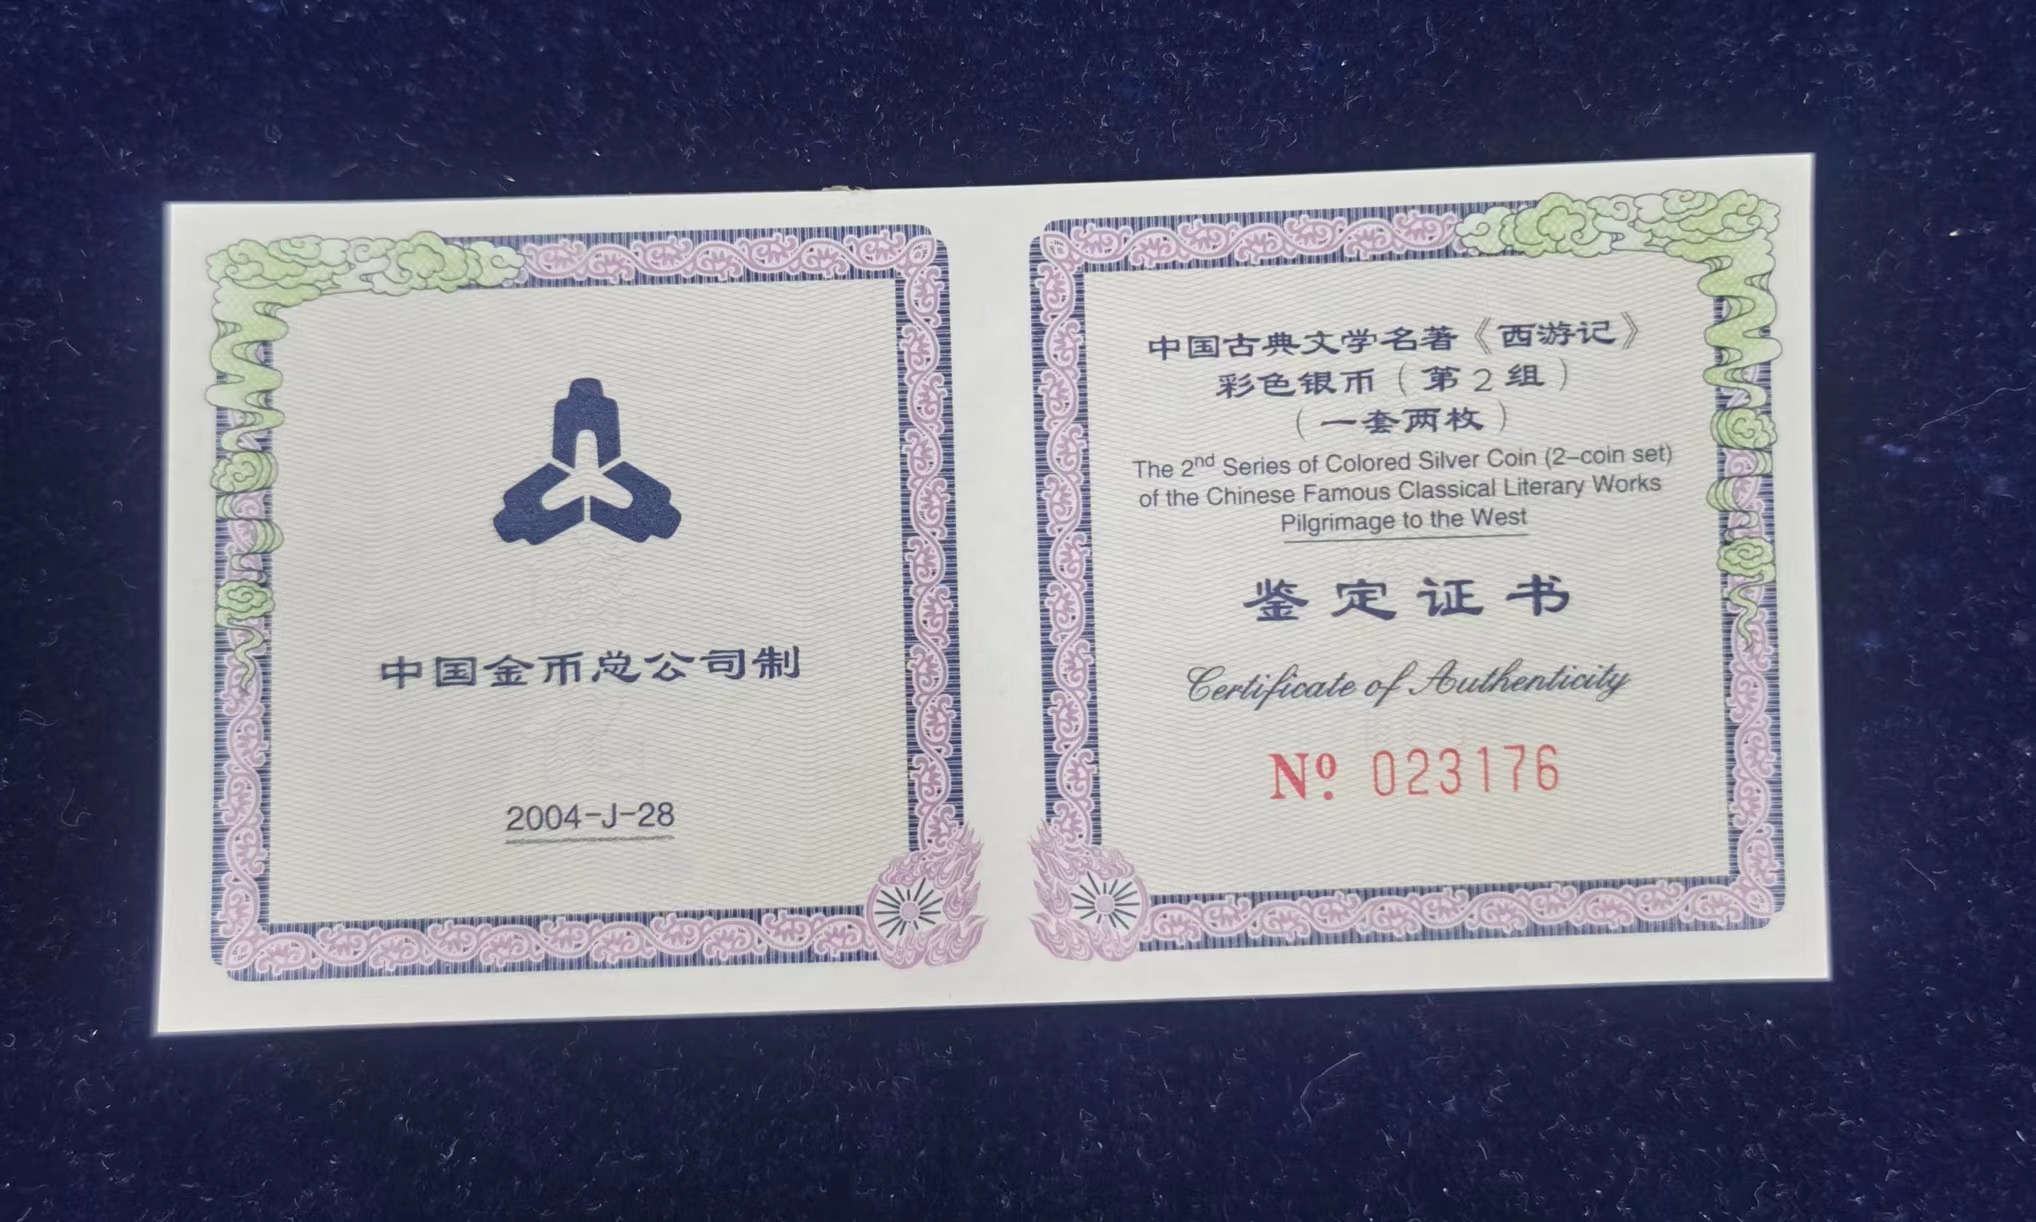 中国金币总公司制
2004-J-28
中国古典文学名著《西游记》
彩色银币（第2组）
（一套两枚）
The 2nd Series of Colored Silver Coin (2-coin set)
of the Chinese Famous Classical Literary Works
Pilgrimage to the West
鉴定证书
Certificate of Authenticity
Nº 023176